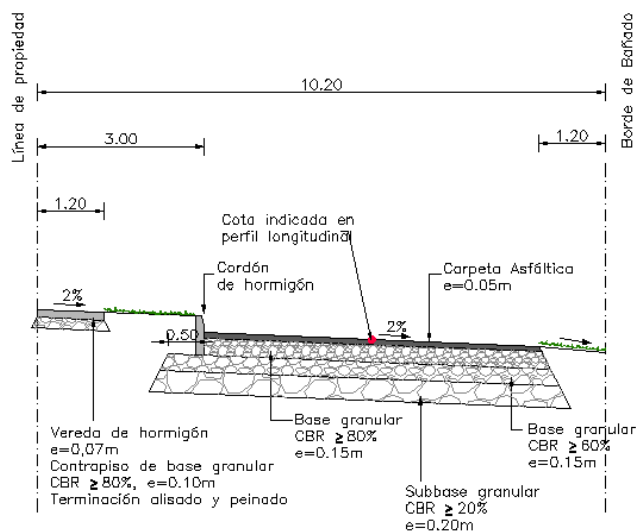 Línea de propiedad
Borde de Bañado
10.20
3.00
1.20
1.20
Cota indicada en
perfil longitudinal
Cordón
de hormigón
Carpeta Asfáltica
e=0.05m
2%
2%
0.50
Vereda de hormigón
e=0,07m
Contrapiso de base granular
CBR ≥80%, e=0.10m
Terminación alisado y peinado
Base granular
CBR ≥80%
e=0.15m
Base granular
CBR ≥60%
e=0.15m
Subbase granular
CBR ≥20%
e=0.20m